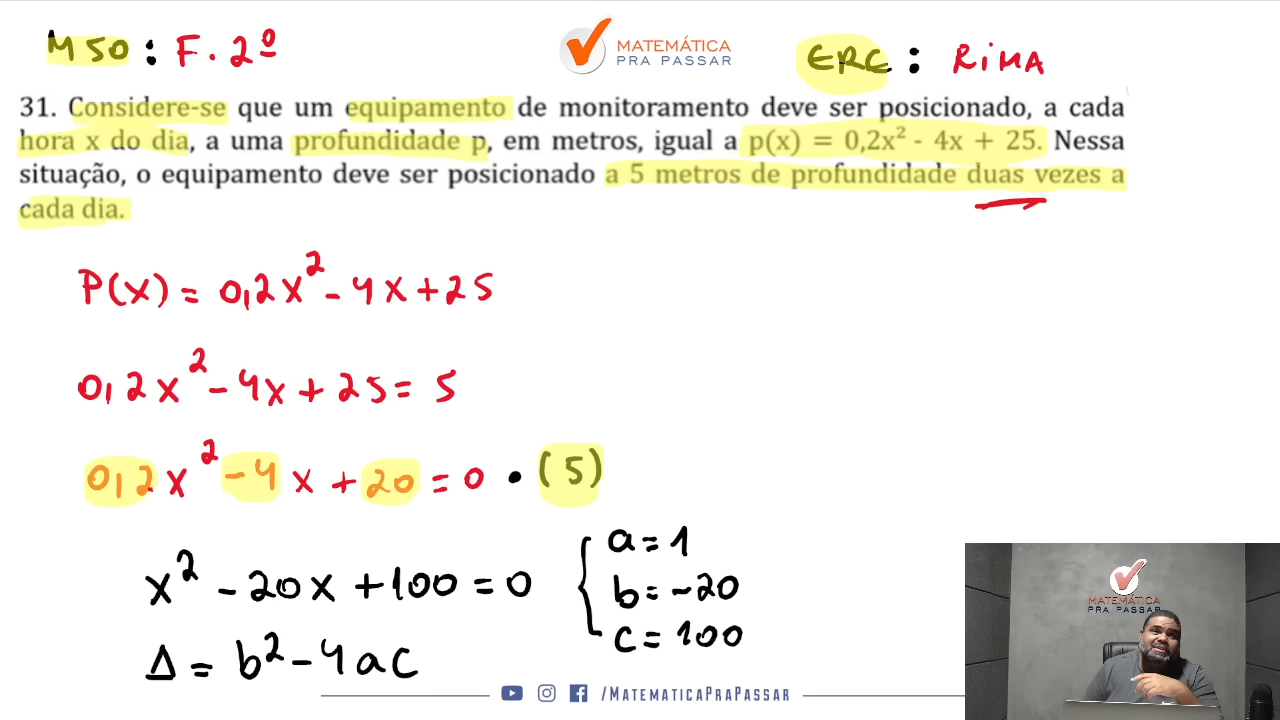 M50 : F. 2º
MATEMÁTICA
PRA PASSAR
ERC : RiMA
31. Considere-se que um equipamento de monitoramento deve ser posicionado, a cada
hora x do dia, a uma profundidade p, em metros, igual a p(x) = 0,2x² - 4x + 25. Nessa
situação, o equipamento deve ser posicionado a 5 metros de profundidade duas vezes a
cada dia.
P(x) = 0,2x² - 4x + 25
0,2x² - 4x + 25 = 5
0,2x² - 4x + 20 = 0 • (5)
x² - 20x + 100 = 0
a = 1
b = -20
c = 100
Δ = b² - 4ac
MATEMÁTICA
PRA PASSAR
/MATEMATICAPRAPASSAR